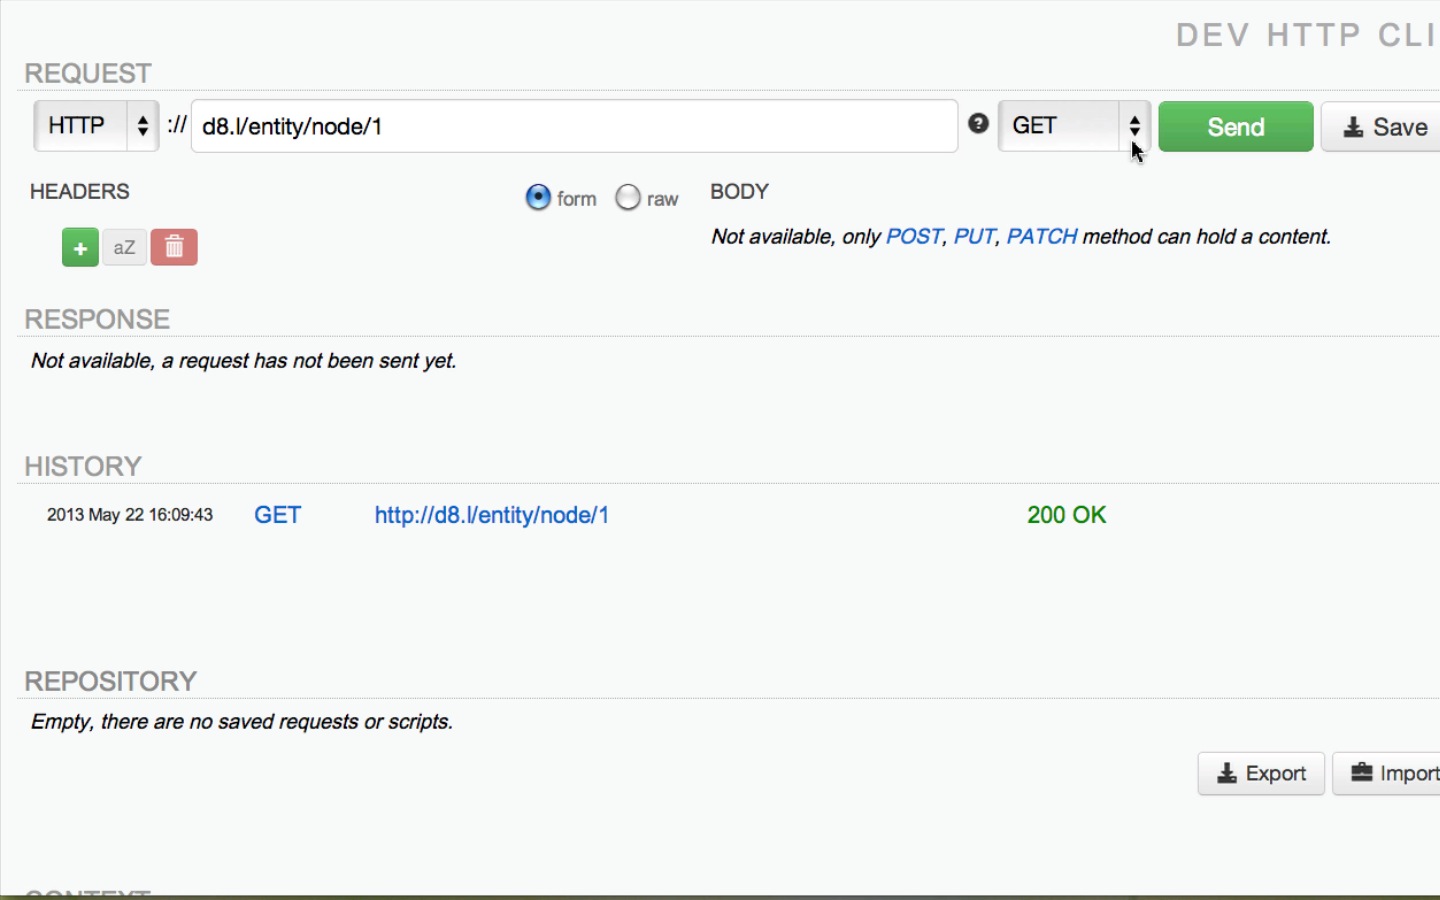 DEV HTTP CLI
REQUEST
HTTP :// d8.l/entity/node/1 ? GET Send Save
HEADERS form raw BODY
+ aZ Not available, only POST, PUT, PATCH method can hold a content.
RESPONSE
Not available, a request has not been sent yet.
HISTORY
2013 May 22 16:09:43 GET http://d8.l/entity/node/1 200 OK
REPOSITORY
Empty, there are no saved requests or scripts.
Export Import
CONTEXT